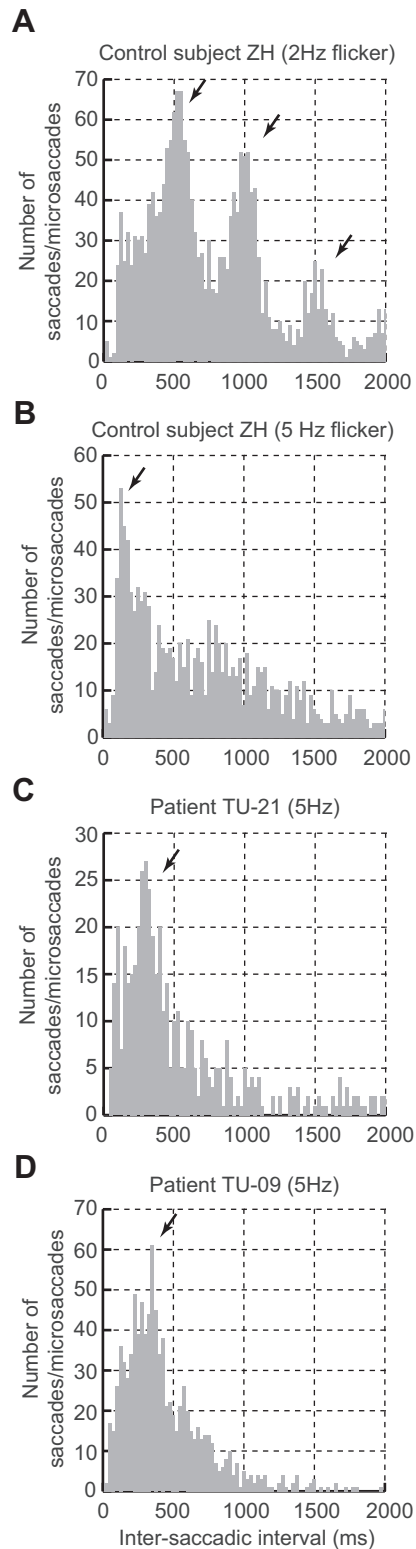 A
Control subject ZH (2Hz flicker)
Number of
saccades/microsaccades
70
60
50
40
30
20
10
0
0 500 1000 1500 2000
B
Control subject ZH (5 Hz flicker)
Number of
saccades/microsaccades
60
50
40
30
20
10
0
0 500 1000 1500 2000
C
Patient TU-21 (5Hz)
Number of
saccades/microsaccades
30
25
20
15
10
5
0
0 500 1000 1500 2000
D
Patient TU-09 (5Hz)
Number of
saccades/microsaccades
70
60
50
40
30
20
10
0
0 500 1000 1500 2000
Inter-saccadic interval (ms)